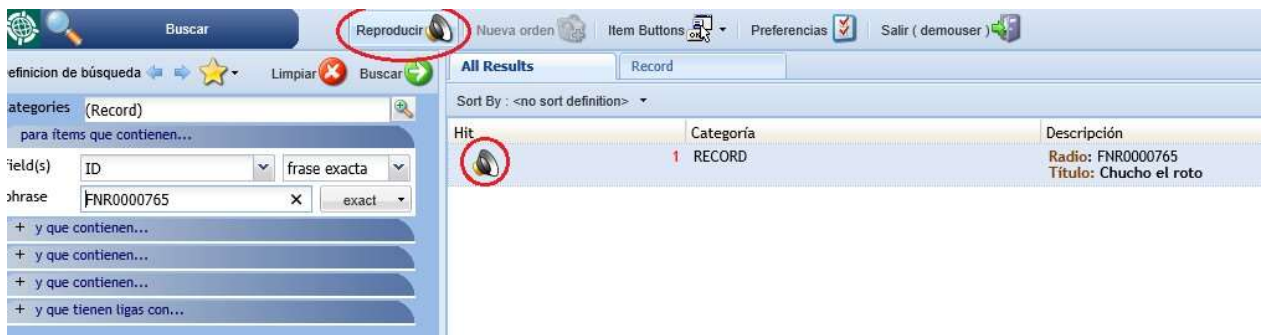 Buscar
Reproducir
Nueva orden
Item Buttons
Preferencias
Salir ( demouser )
efinicion de búsqueda
Limpiar
Buscar
All Results
Record
ategories
(Record)
Sort By : <no sort definition>
para ítems que contienen...
Hit
Categoría
Descripción
ield(s)
ID
frase exacta
1
RECORD
Radio: FNR0000765
Título: Chucho el roto
phrase
FNR0000765
X
exact
+ y que contienen...
+ y que contienen...
+ y que contienen...
+ y que tienen ligas con...